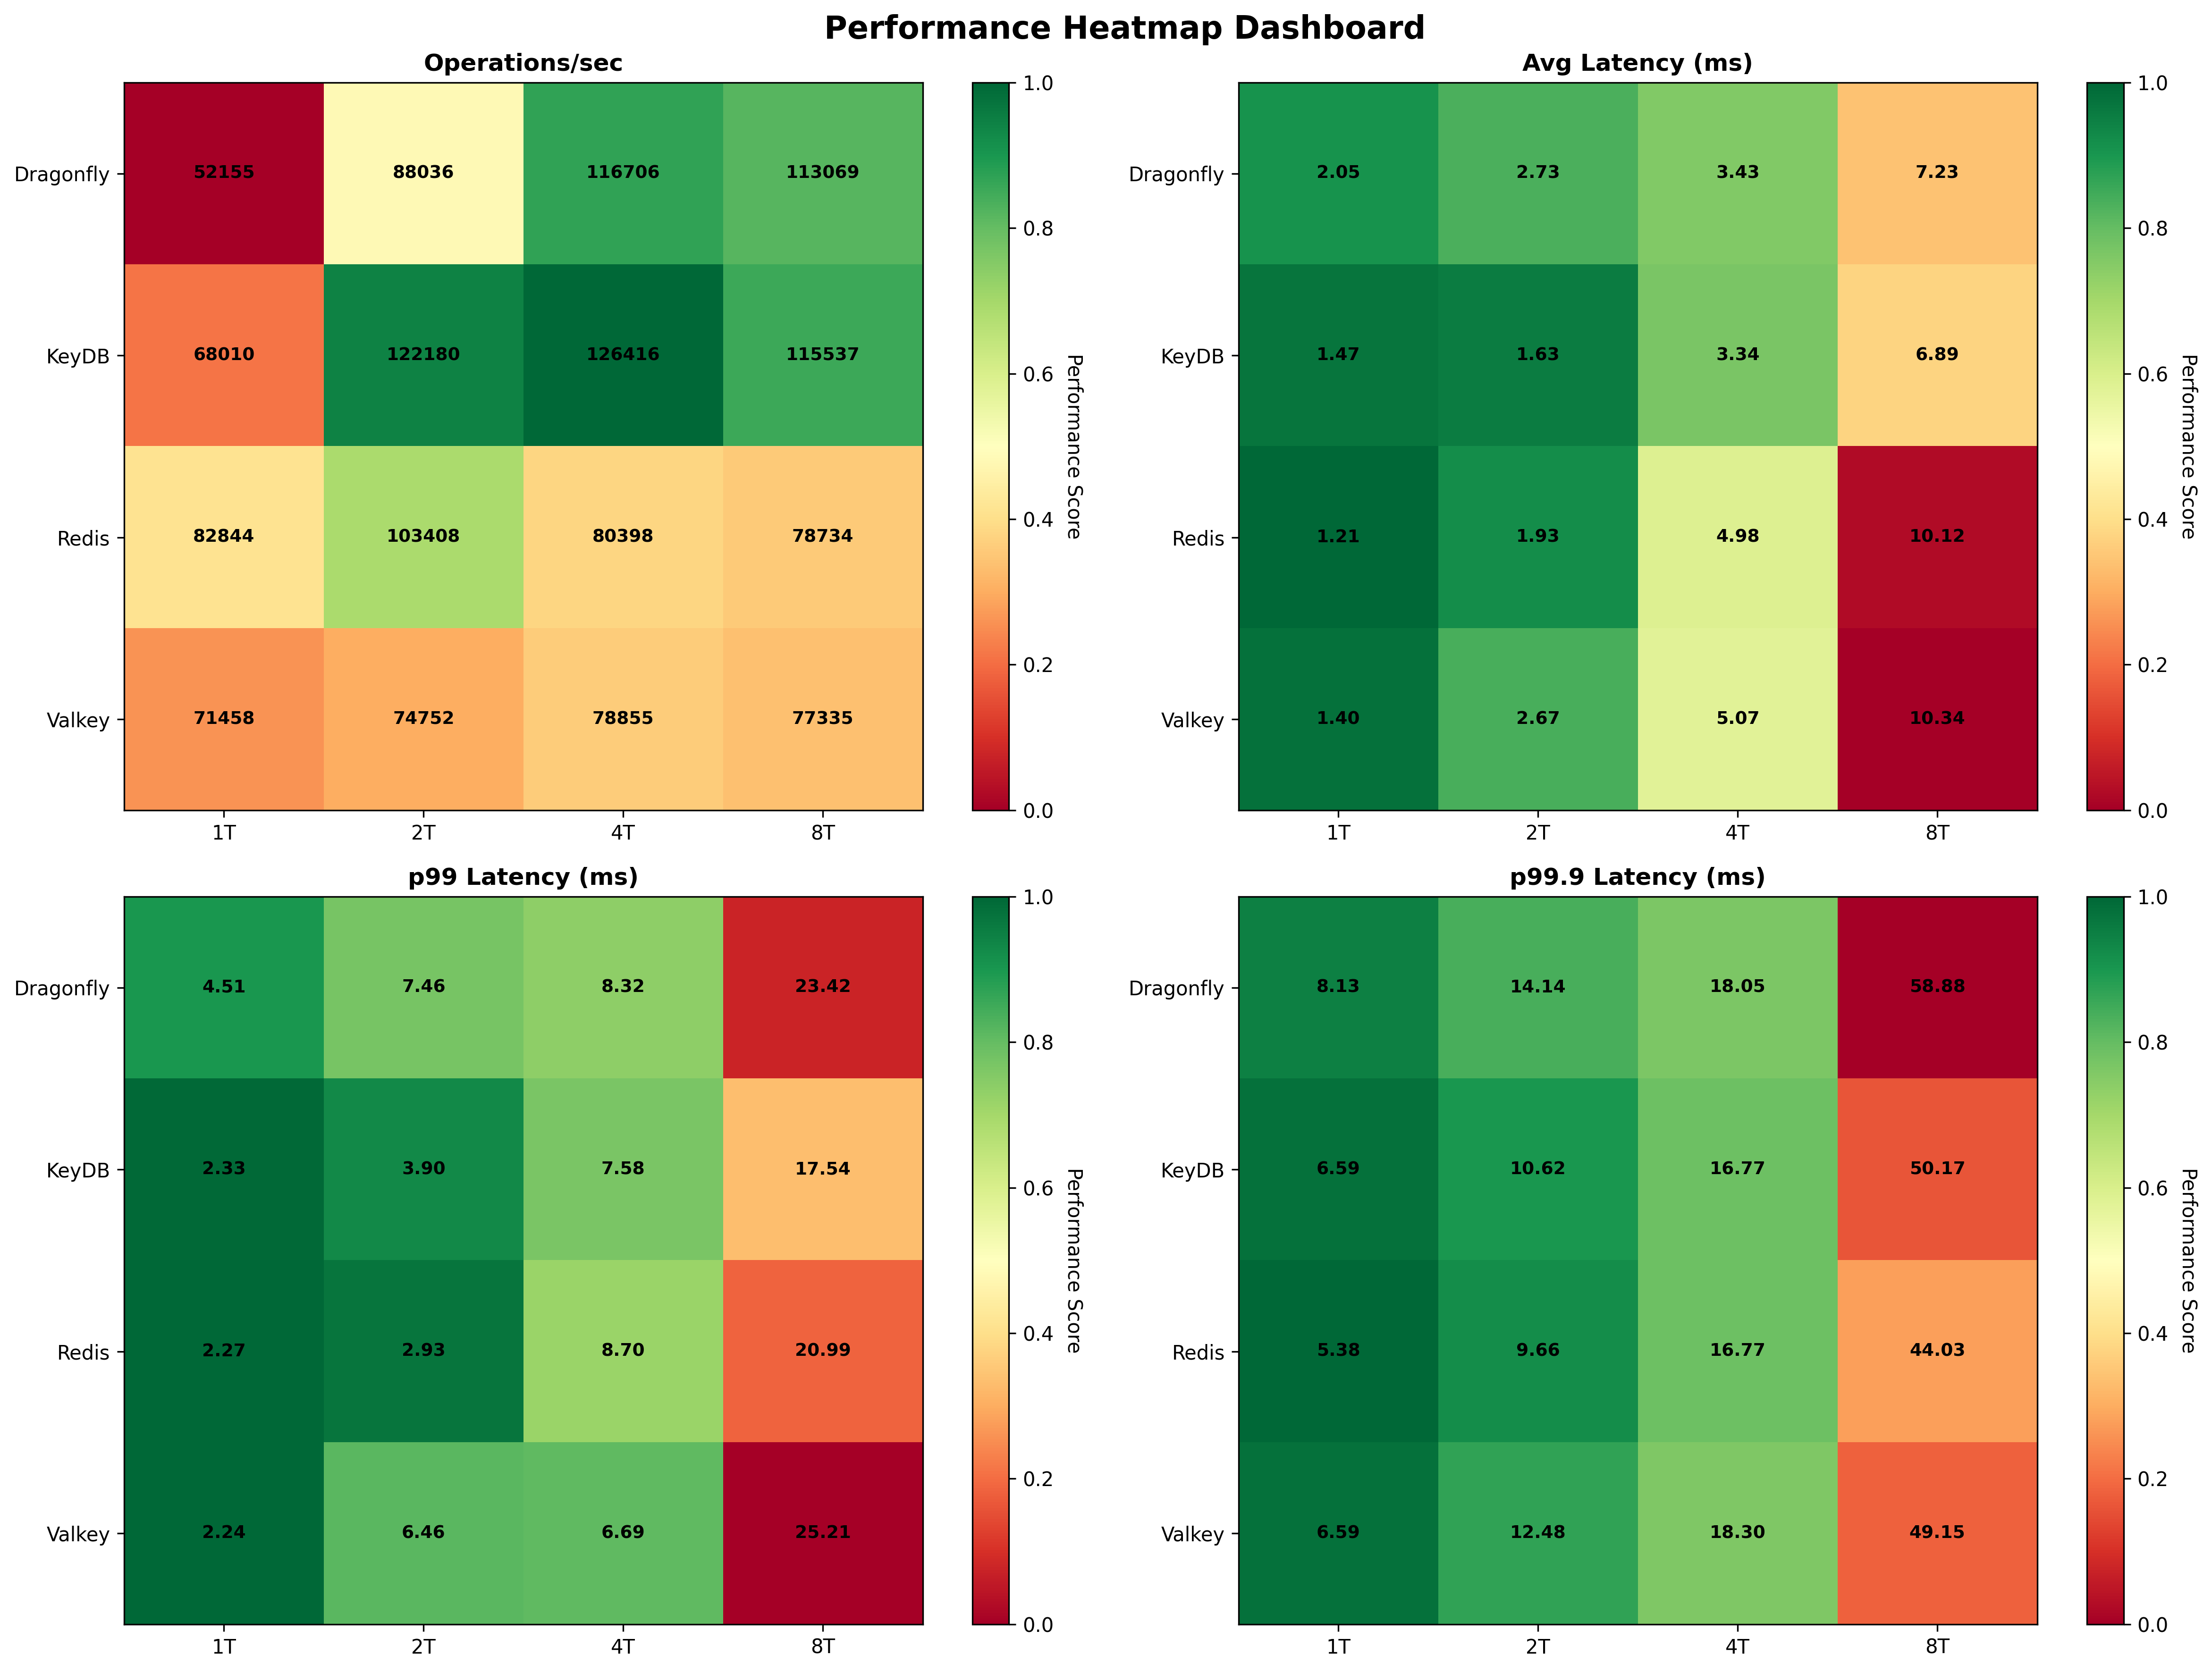 Performance Heatmap Dashboard
Operations/sec
Dragonfly 52155 88036 116706 113069
KeyDB 68010 122180 126416 115537
Redis 82844 103408 80398 78734
Valkey 71458 74752 78855 77335
1T 2T 4T 8T
1.0
0.8
0.6
0.4
0.2
0.0
Performance Score
Avg Latency (ms)
Dragonfly 2.05 2.73 3.43 7.23
KeyDB 1.47 1.63 3.34 6.89
Redis 1.21 1.93 4.98 10.12
Valkey 1.40 2.67 5.07 10.34
1T 2T 4T 8T
1.0
0.8
0.6
0.4
0.2
0.0
Performance Score
p99 Latency (ms)
Dragonfly 4.51 7.46 8.32 23.42
KeyDB 2.33 3.90 7.58 17.54
Redis 2.27 2.93 8.70 20.99
Valkey 2.24 6.46 6.69 25.21
1T 2T 4T 8T
1.0
0.8
0.6
0.4
0.2
0.0
Performance Score
p99.9 Latency (ms)
Dragonfly 8.13 14.14 18.05 58.88
KeyDB 6.59 10.62 16.77 50.17
Redis 5.38 9.66 16.77 44.03
Valkey 6.59 12.48 18.30 49.15
1T 2T 4T 8T
1.0
0.8
0.6
0.4
0.2
0.0
Performance Score